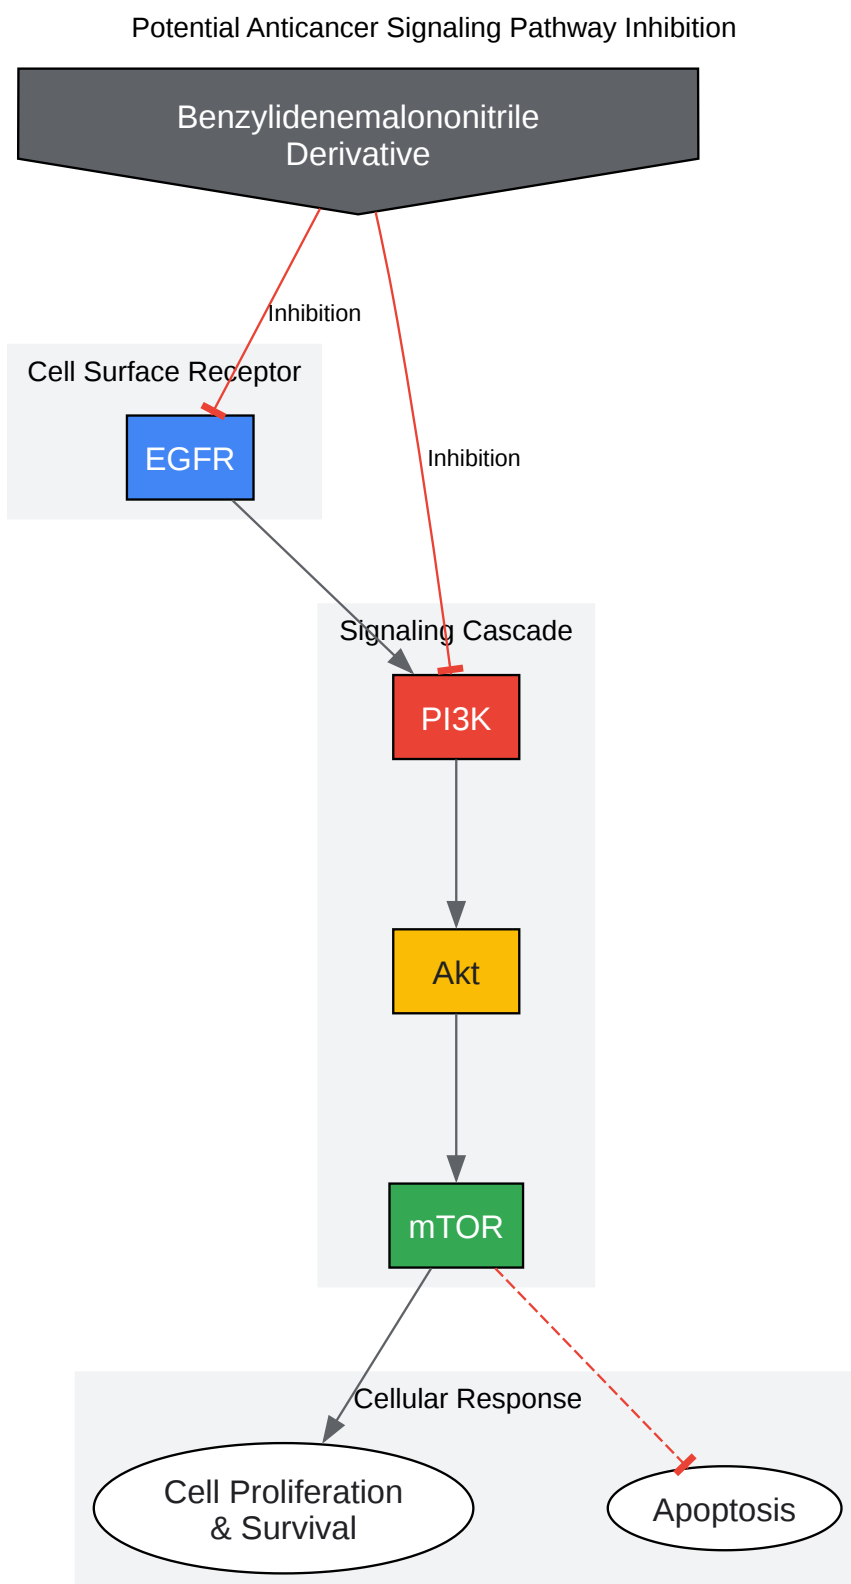 Potential Anticancer Signaling Pathway Inhibition
Benzylidenemalononitrile
Derivative
Inhibition
Cell Surface Receptor
EGFR
Inhibition
Signaling Cascade
PI3K
Akt
mTOR
Cellular Response
Cell Proliferation
& Survival
Apoptosis